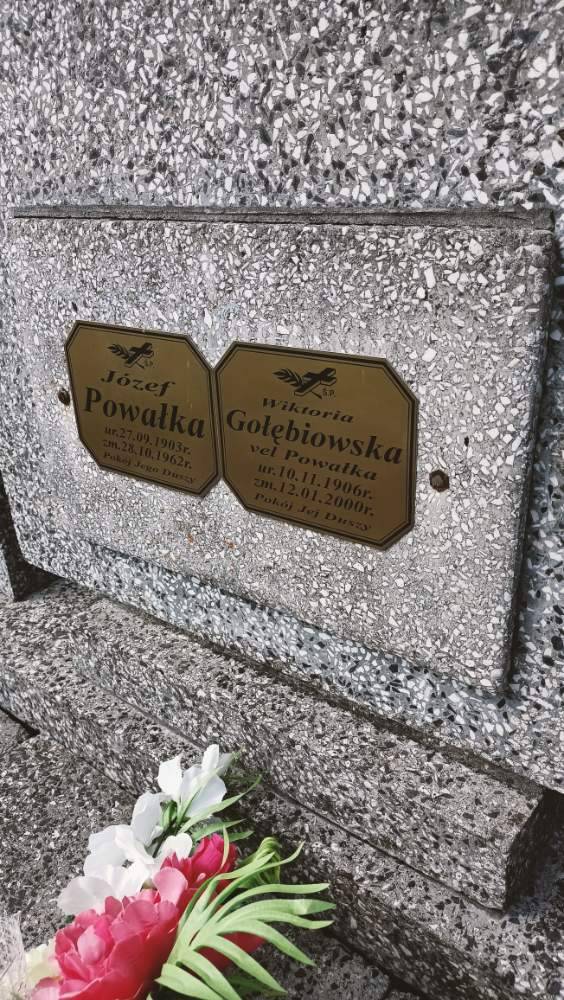 Ś.P.
Józef
Powałka
ur.27.09.1903r.
zm.28.10.1962r.
Pokój Jego Duszy
Ś.P.
Wiktoria
Gołębiowska
vel Powałka
ur.10.11.1906r.
zm.12.01.2000r.
Pokój Jej Duszy